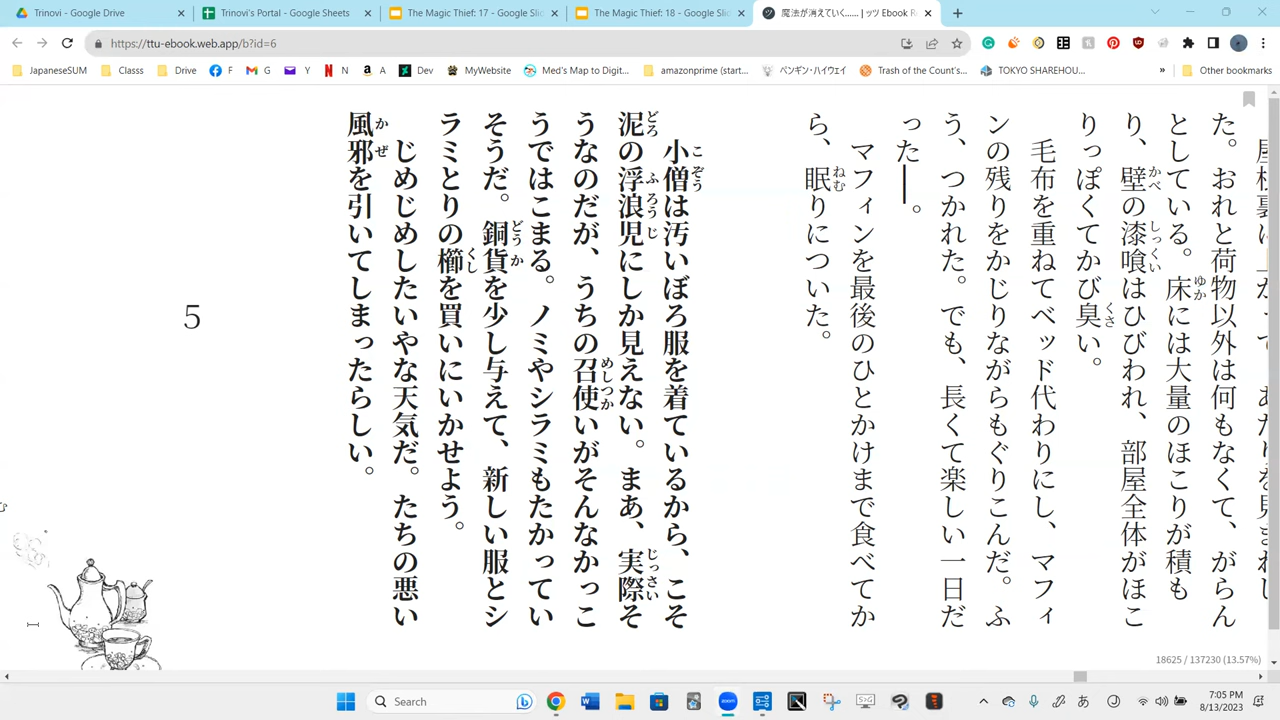 Trinovi - Google Drive
Trinovi's Portal - Google Sheets
The Magic Thief: 17 - Google Slid
The Magic Thief: 18 - Google Slid
魔法が消えていく…… | ッツ Ebook Re
https://ttu-ebook.web.app/b?id=6
JapaneseSUM
Classs
Drive
F
G
Y
N
A
Dev
MyWebsite
Med's Map to Digit...
amazonprime (start...
ペンギン・ハイウェイ
Trash of the Count's...
TOKYO SHAREHOU...
»
Other bookmarks
た。おれと荷物以外は何もなくて、がらん
としている。床には大量のほこりが積も
り、壁の漆喰はひびわれ、部屋全体がほこ
りっぽくてかび臭い。
毛布を重ねてベッド代わりにし、マフィ
ンの残りをかじりながらもぐりこんだ。ふ
う、つかれた。でも、長くて楽しい一日だ
った――。
マフィンを最後のひとかけまで食べてか
ら、眠りについた。
小僧は汚いぼろ服を着ているから、こそ
泥の浮浪児にしか見えない。まあ、実際そ
うなのだが、うちの召使いがそんなかっこ
うではこまる。ノミやシラミもたかってい
そうだ。銅貨を少し与えて、新しい服とシ
ラミとりの櫛を買いにいかせよう。
じめじめしたいやな天気だ。たちの悪い
風邪を引いてしまったらしい。
5
18625 / 137230 (13.57%)
Search
7:05 PM
8/13/2023